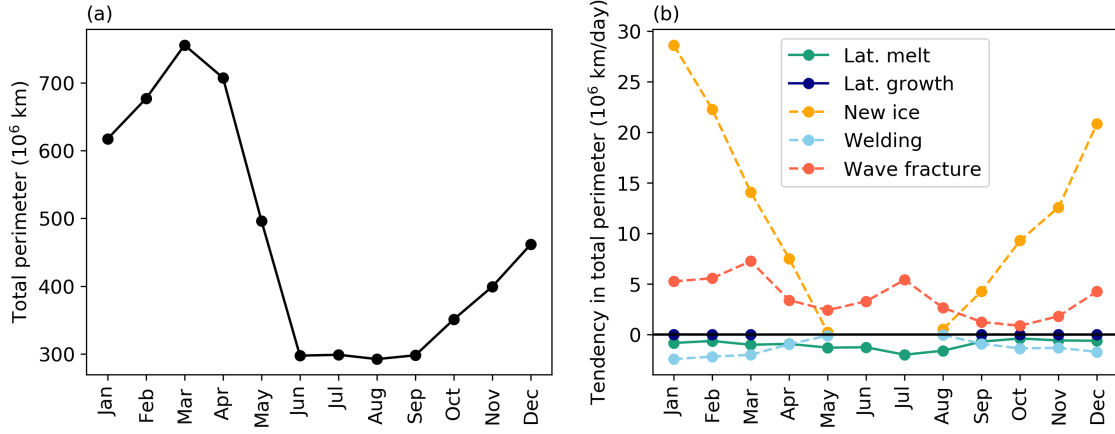 (a)
Total perimeter (10⁶ km)
700
600
500
400
300
Jan
Feb
Mar
Apr
May
Jun
Jul
Aug
Sep
Oct
Nov
Dec
(b)
Tendency in total perimeter (10⁶ km/day)
30
25
20
15
10
5
0
Lat. melt
Lat. growth
New ice
Welding
Wave fracture
Jan
Feb
Mar
Apr
May
Jun
Jul
Aug
Sep
Oct
Nov
Dec